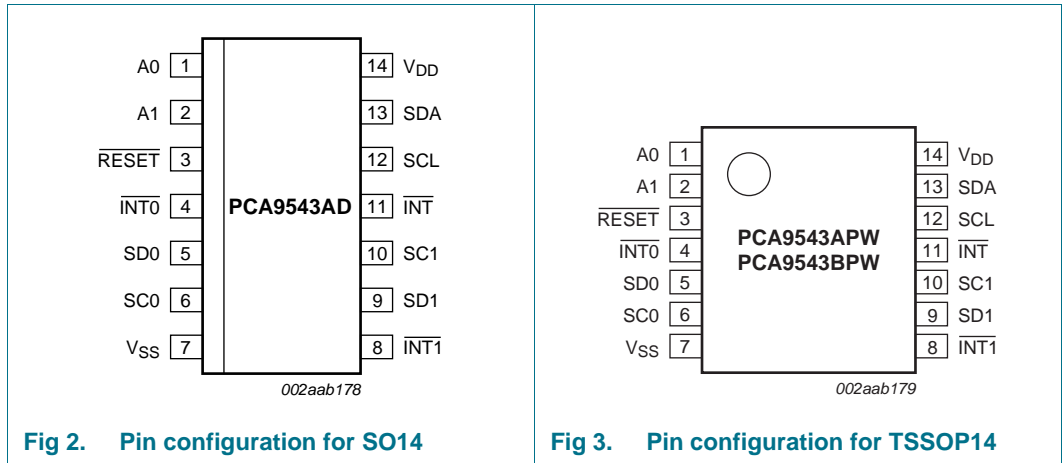 A0 1 14 VDD
A1 2 13 SDA
RESET 3 12 SCL
INT0 4 PCA9543AD 11 INT
SD0 5 10 SC1
SC0 6 9 SD1
VSS 7 8 INT1
002aab178
Fig 2. Pin configuration for SO14
A0 1 14 VDD
A1 2 13 SDA
RESET 3 12 SCL
INT0 4 PCA9543APW 11 INT
PCA9543BPW
SD0 5 10 SC1
SC0 6 9 SD1
VSS 7 8 INT1
002aab179
Fig 3. Pin configuration for TSSOP14